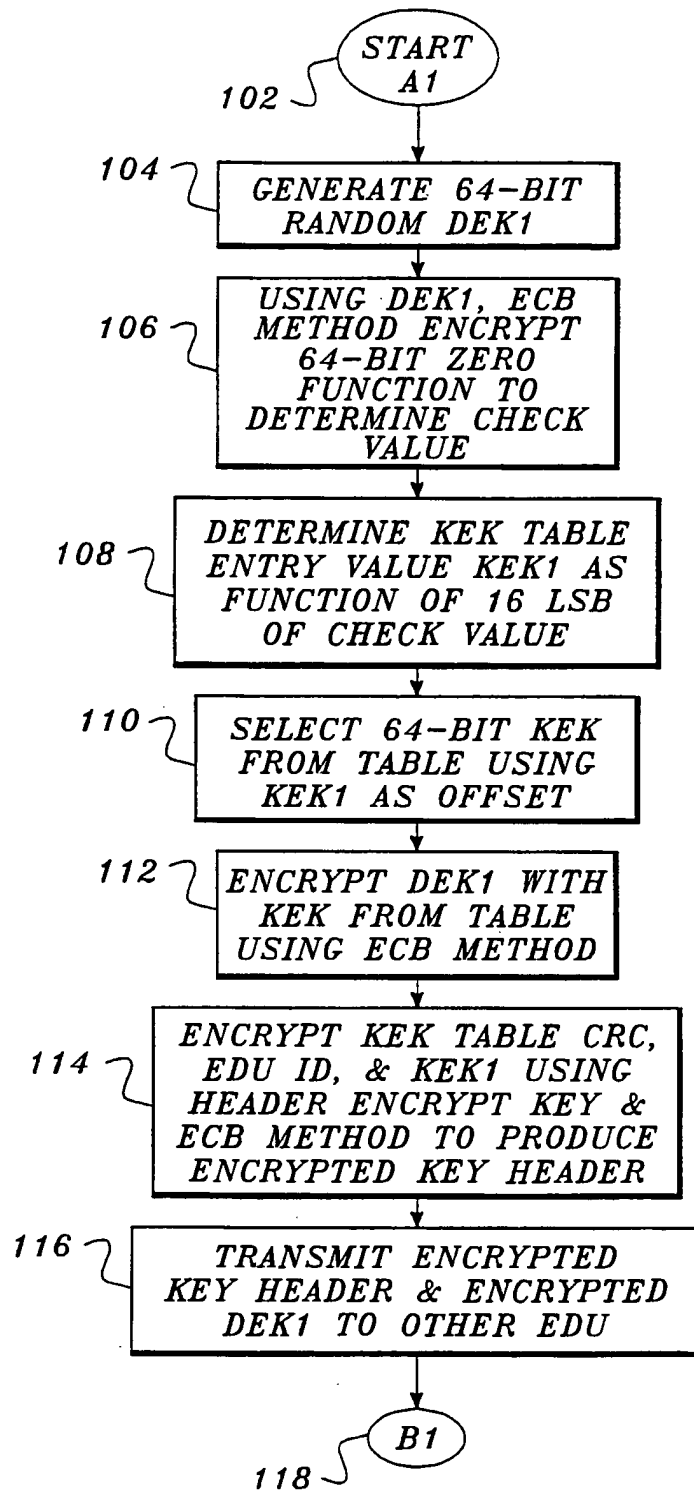 START
A1
102
104
GENERATE 64-BIT
RANDOM DEK1
106
USING DEK1, ECB
METHOD ENCRYPT
64-BIT ZERO
FUNCTION TO
DETERMINE CHECK
VALUE
108
DETERMINE KEK TABLE
ENTRY VALUE KEK1 AS
FUNCTION OF 16 LSB
OF CHECK VALUE
110
SELECT 64-BIT KEK
FROM TABLE USING
KEK1 AS OFFSET
112
ENCRYPT DEK1 WITH
KEK FROM TABLE
USING ECB METHOD
114
ENCRYPT KEK TABLE CRC,
EDU ID, & KEK1 USING
HEADER ENCRYPT KEY &
ECB METHOD TO PRODUCE
ENCRYPTED KEY HEADER
116
TRANSMIT ENCRYPTED
KEY HEADER & ENCRYPTED
DEK1 TO OTHER EDU
B1
118